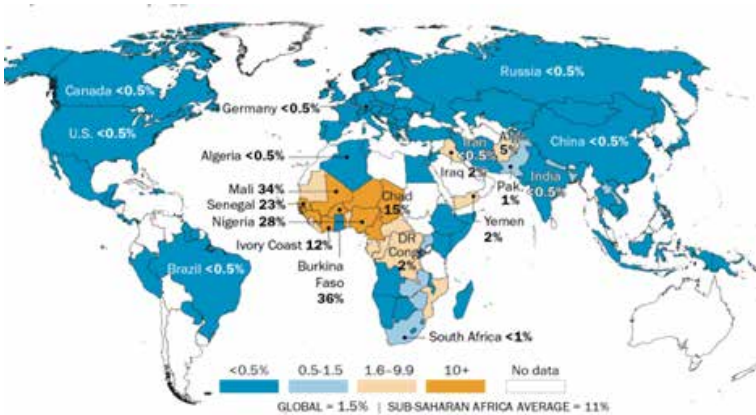 Canada <0.5%
Russia <0.5%
Germany <0.5%
U.S. <0.5%
Iran
<0.5%
Afg.
5%
China <0.5%
Algeria <0.5%
Iraq 2%
India
<0.5%
Pak.
1%
Mali 34%
Senegal 23%
Chad
15%
Nigeria 28%
Yemen
2%
Ivory Coast 12%
DR
Congo
2%
Brazil <0.5%
Burkina
Faso
36%
South Africa <1%
<0.5%
0.5-1.5
1.6–9.9
10+
No data
GLOBAL = 1.5% | SUB-SAHARAN AFRICA AVERAGE = 11%